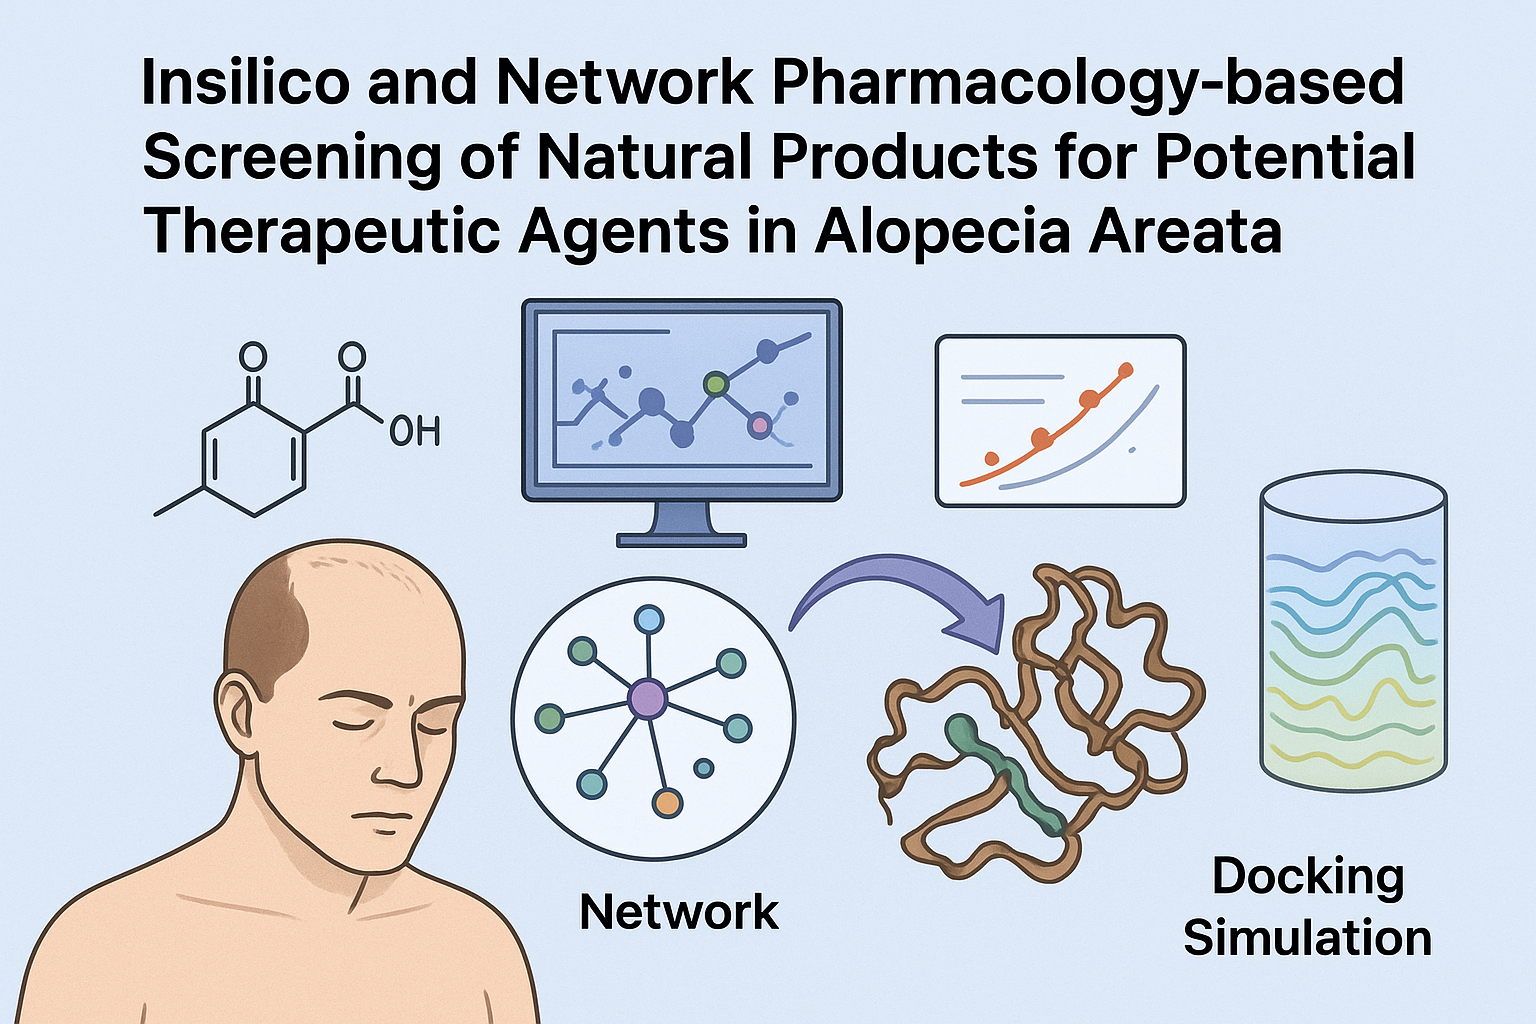 Insilico and Network Pharmacology-based
Screening of Natural Products for Potential
Therapeutic Agents in Alopecia Areata
O
O
OH
Network
Docking
Simulation